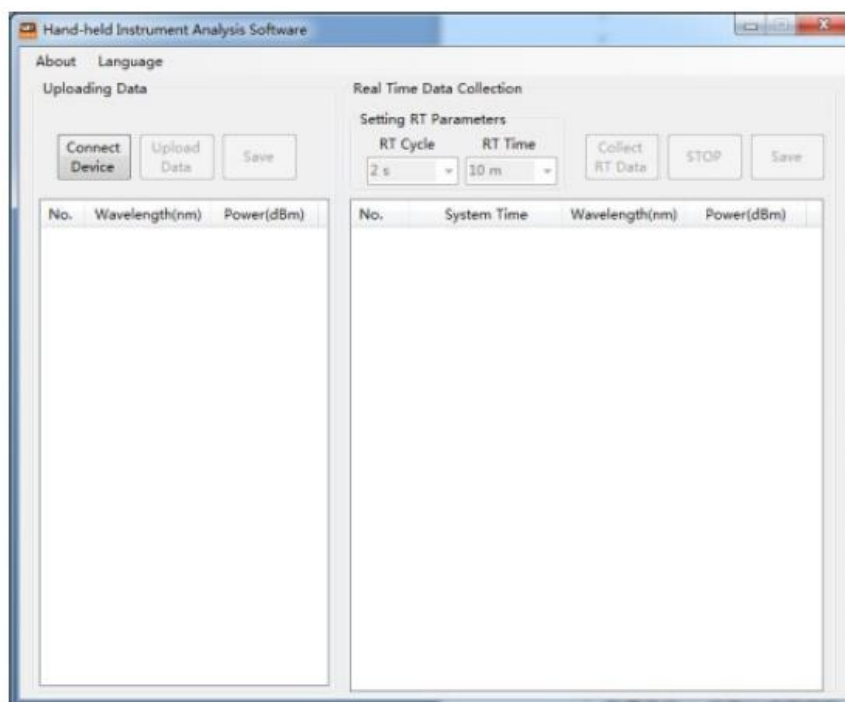 Hand-held Instrument Analysis Software
About Language
Uploading Data
Connect Device
Upload Data
Save
No. Wavelength(nm) Power(dBm)
Real Time Data Collection
Setting RT Parameters
RT Cycle RT Time
2 s 10 m
Collect RT Data
STOP
Save
No. System Time Wavelength(nm) Power(dBm)